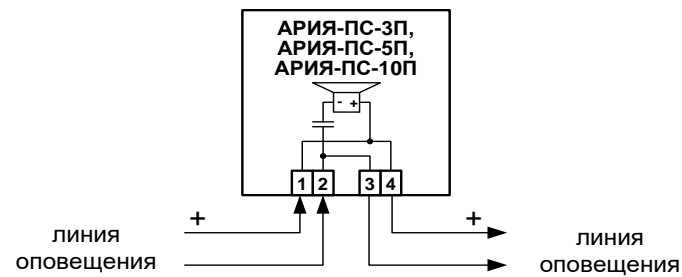 АРИЯ-ПС-3П,
АРИЯ-ПС-5П,
АРИЯ-ПС-10П
- +
1 2 3 4
+ +
линия
оповещения
линия
оповещения